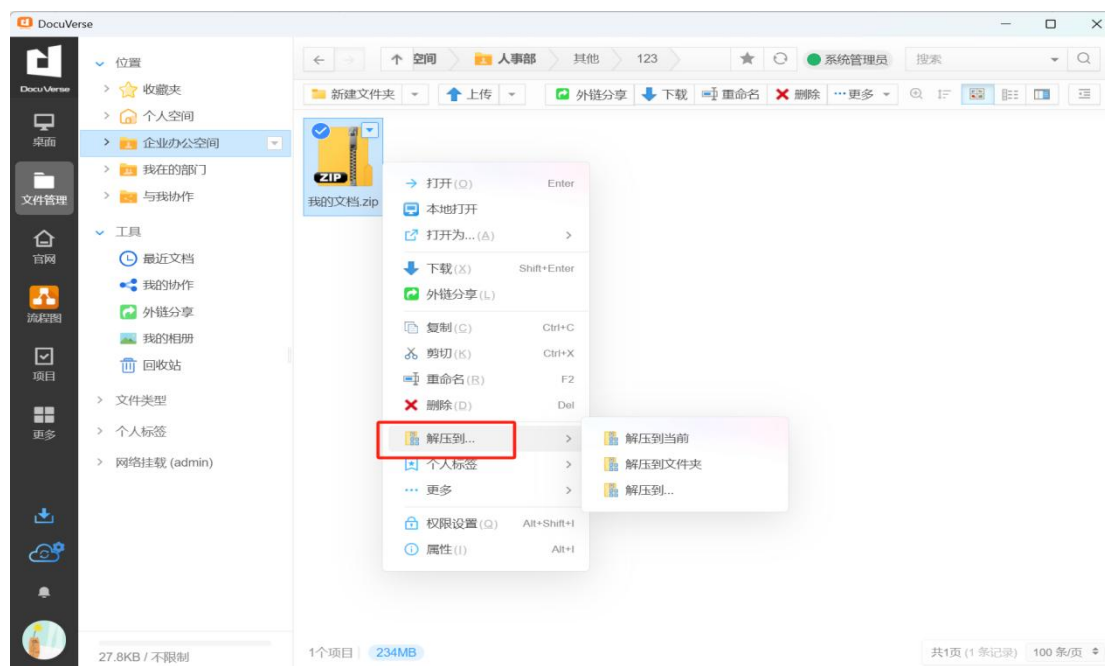 DocuVerse
DocuVerse
桌面
文件管理
官网
流程图
项目
更多
位置
收藏夹
个人空间
企业办公空间
我在的部门
与我协作
工具
最近文档
我的协作
外链分享
我的相册
回收站
文件类型
个人标签
网络挂载 (admin)
27.8KB / 不限制
空间 人事部 其他 123 系统管理员 搜索
新建文件夹 上传 外链分享 下载 重命名 删除 ···更多
ZIP
我的文档.zip
打开(O) Enter
本地打开
打开为...(A)
下载(X) Shift+Enter
外链分享(L)
复制(C) Ctrl+C
剪切(K) Ctrl+X
重命名(R) F2
删除(D) Del
解压到...
个人标签
更多
权限设置(Q) Alt+Shift+I
属性(I) Alt+I
解压到当前
解压到文件夹
解压到...
1个项目 234MB
共1页 (1 条记录) 100 条/页